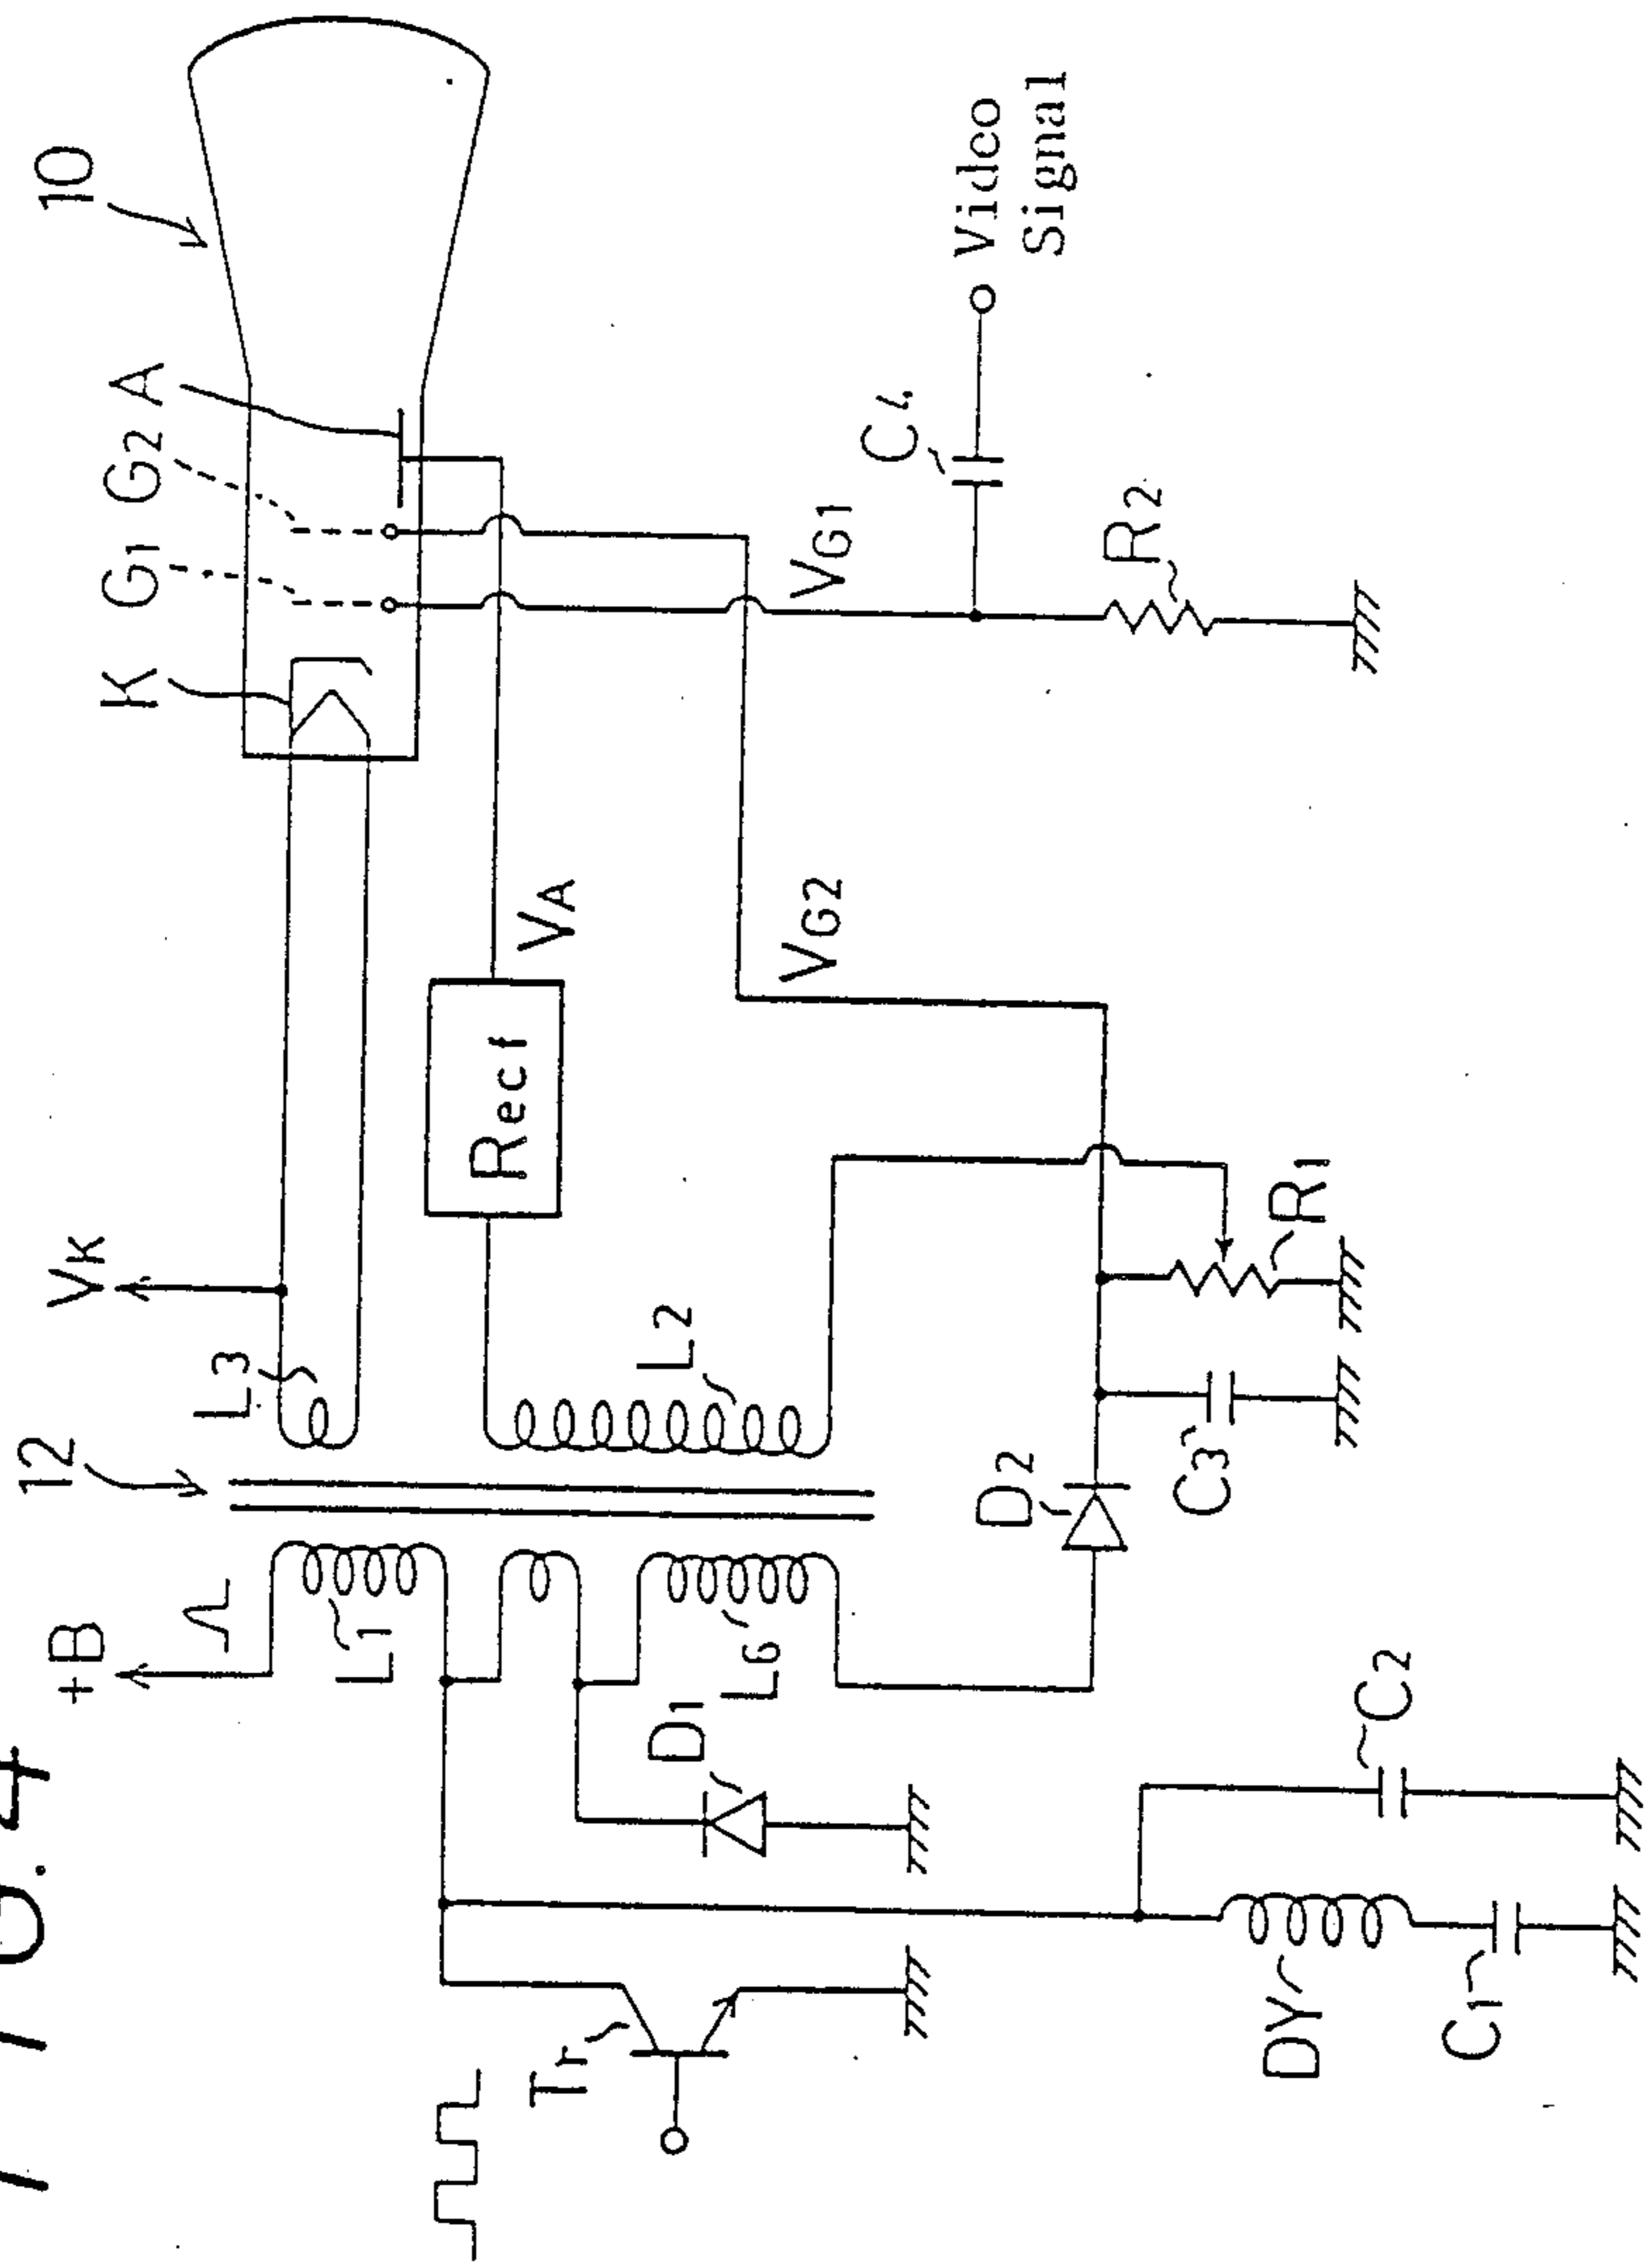 FIG. 4
12
10
+B
VK
K
G1
G2
A
L3
L1
Rect
VA
Tr
D1
L6
L2
VG2
VG1
C4
Video
Signal
D2
R2
C3
R1
DY
C2
C1